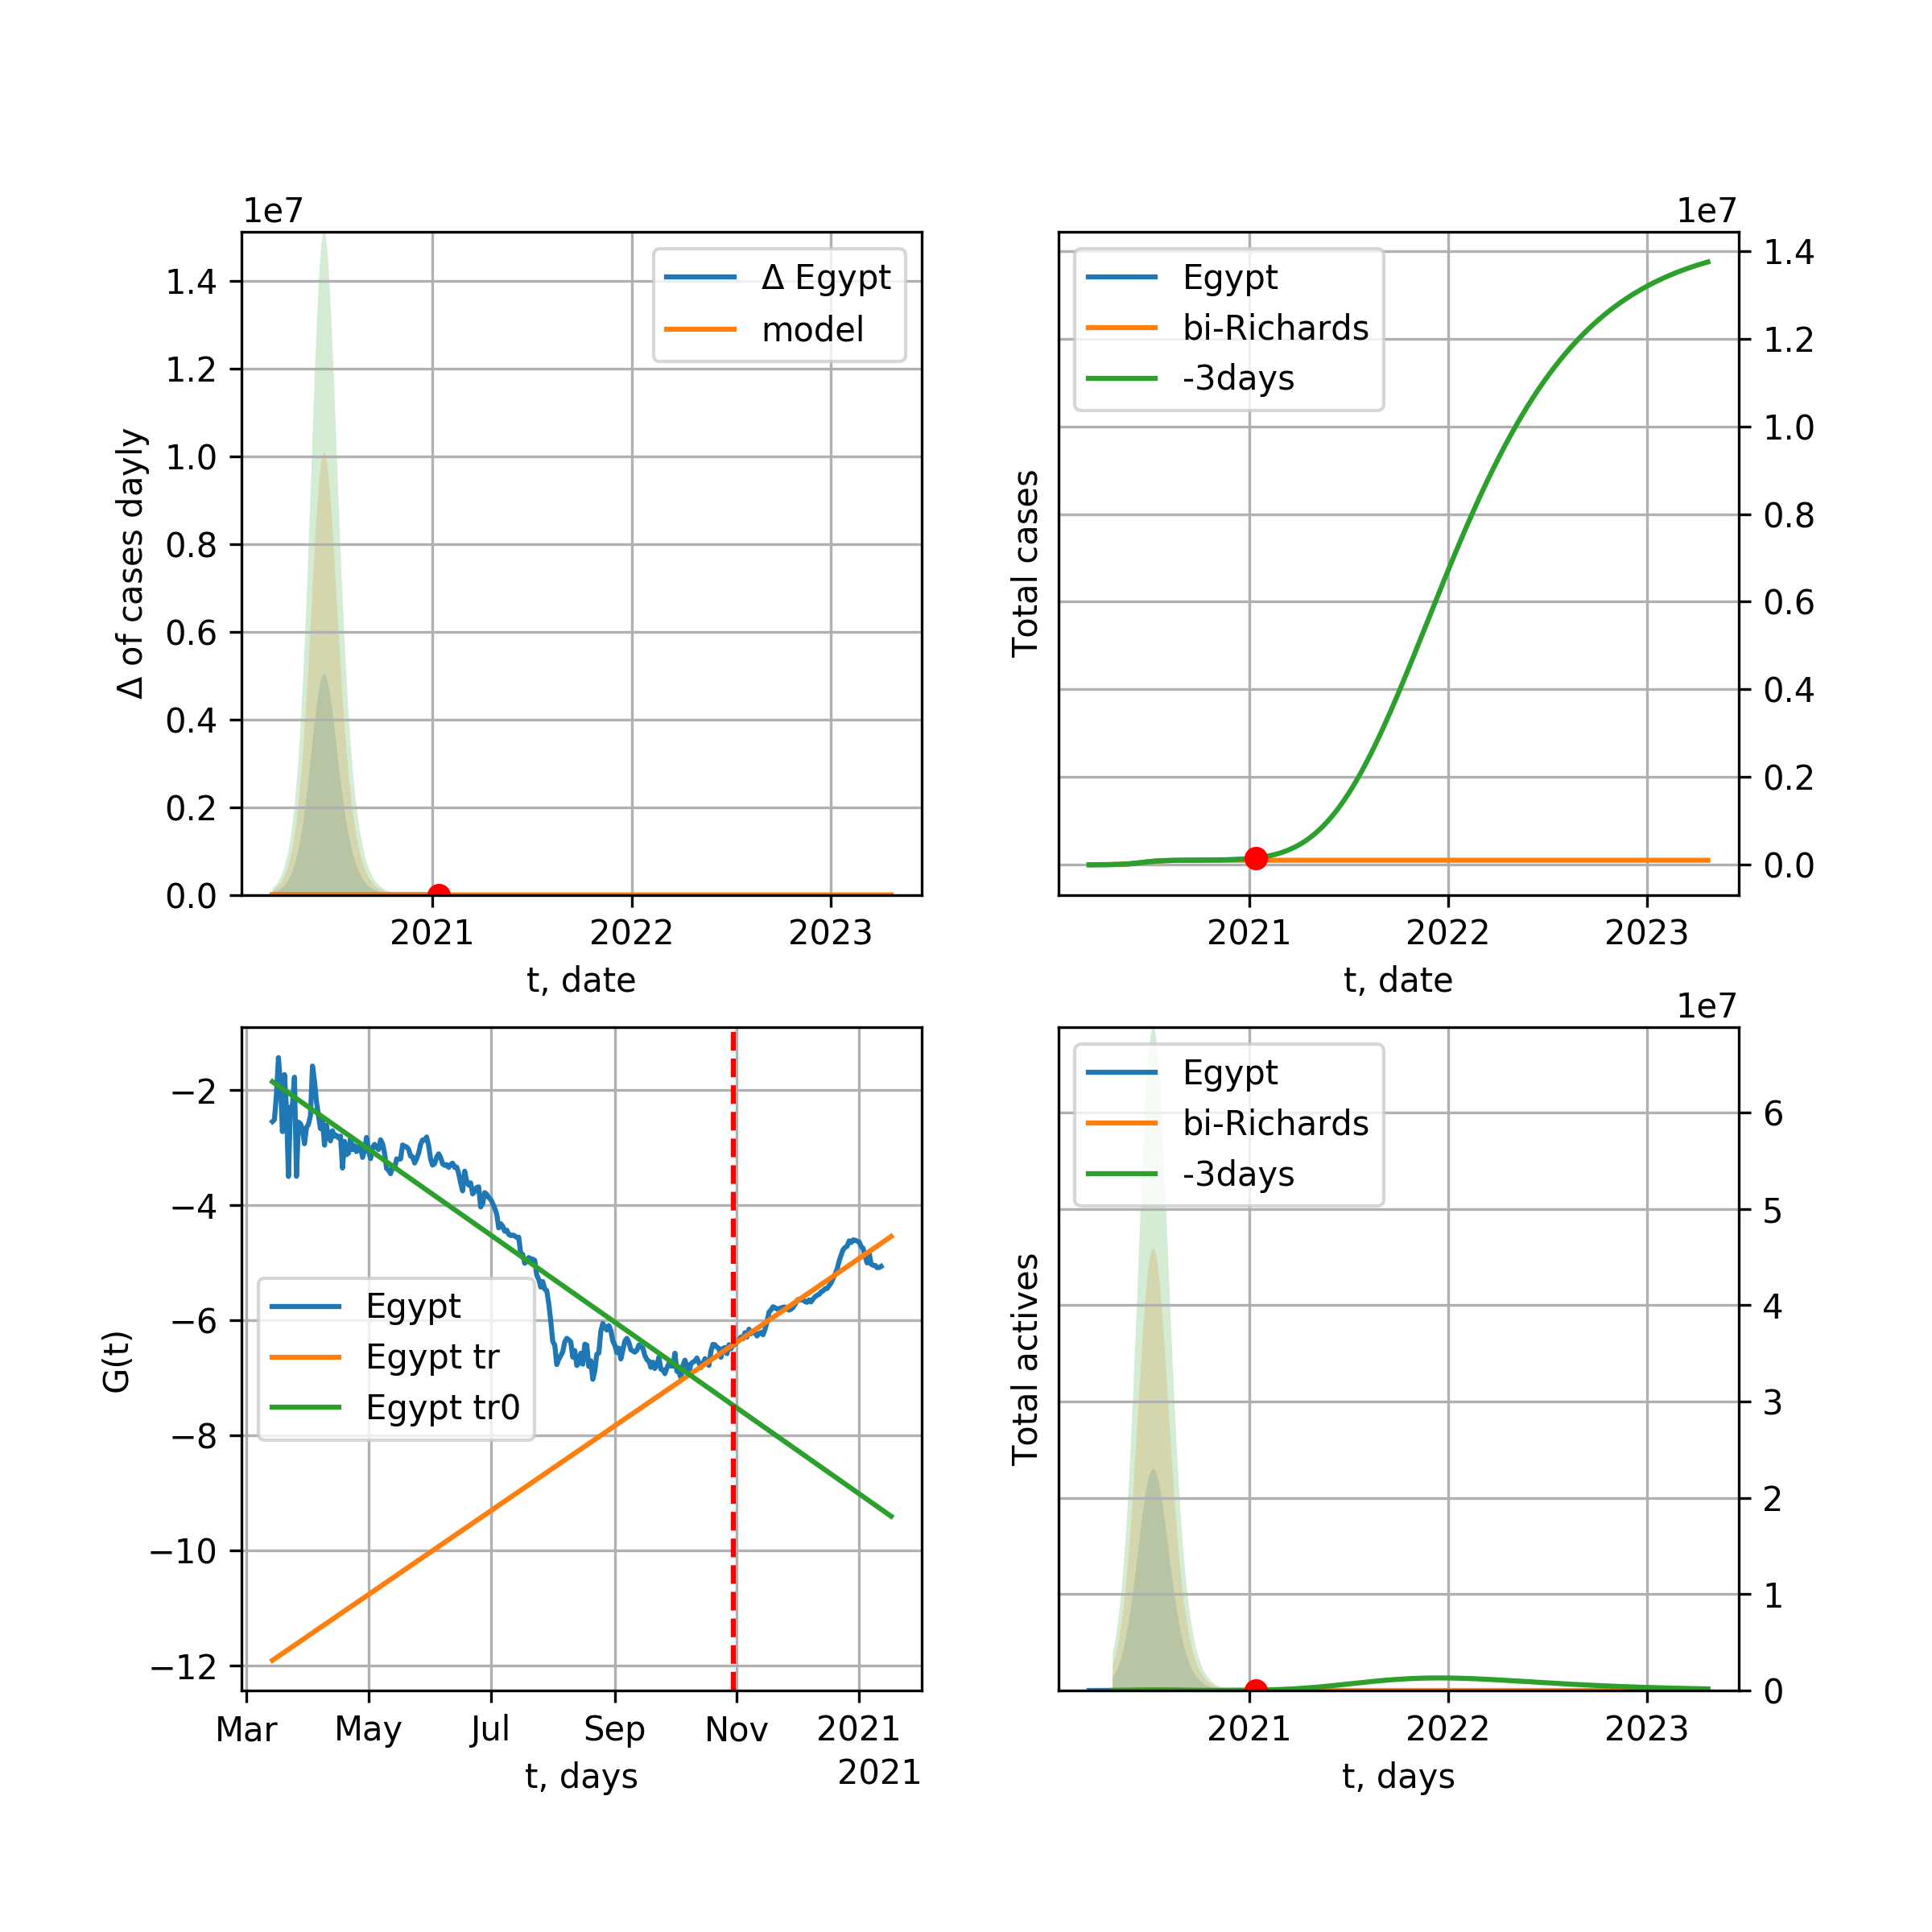 1e7
Δ Egypt
model
1.4
1.2
1.0
0.8
0.6
0.4
0.2
0.0
Δ of cases dayly
2021 2022 2023
t, date
1e7
Egypt
bi-Richards
-3days
1.4
1.2
1.0
0.8
0.6
0.4
0.2
0.0
Total cases
2021 2022 2023
t, date
−2
−4
−6
−8
−10
−12
G(t)
Egypt
Egypt tr
Egypt tr0
Mar May Jul Sep Nov 2021
t, days
2021
1e7
Egypt
bi-Richards
-3days
6
5
4
3
2
1
0
Total actives
2021 2022 2023
t, days